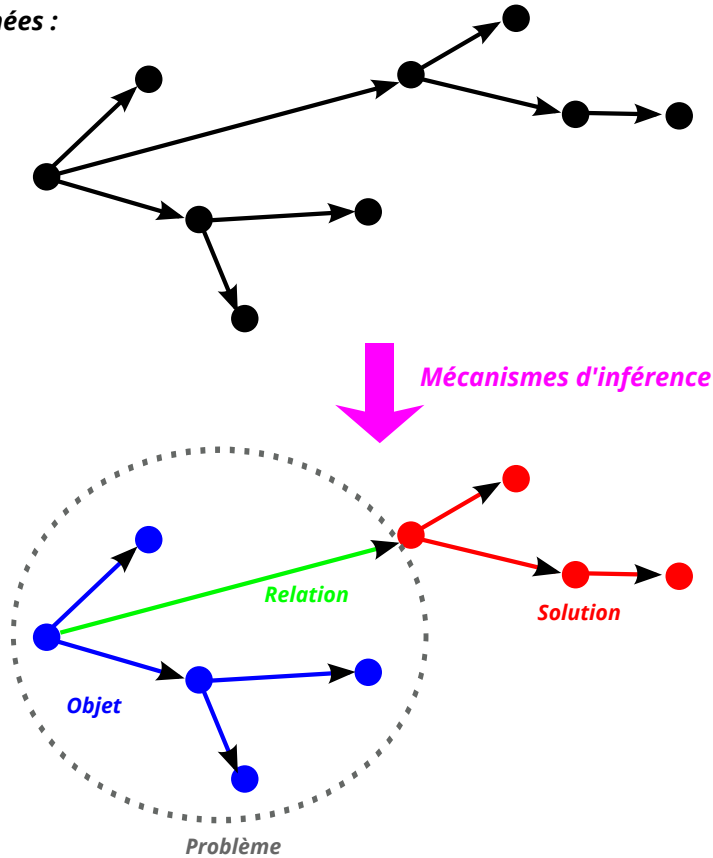 ées :
Mécanismes d'inférence
Relation
Solution
Objet
Problème